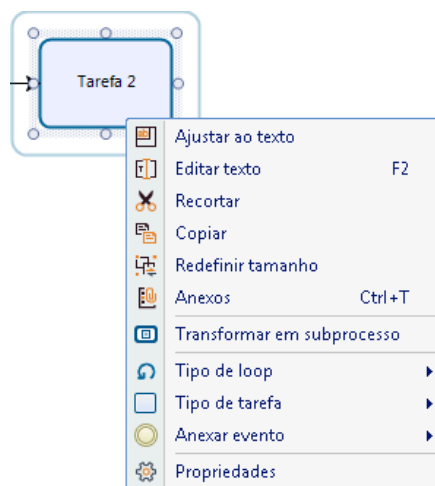 Tarefa 2
Ajustar ao texto
Editar texto F2
Recortar
Copiar
Redefinir tamanho
Anexos Ctrl+T
Transformar em subprocesso
Tipo de loop
Tipo de tarefa
Anexar evento
Propriedades